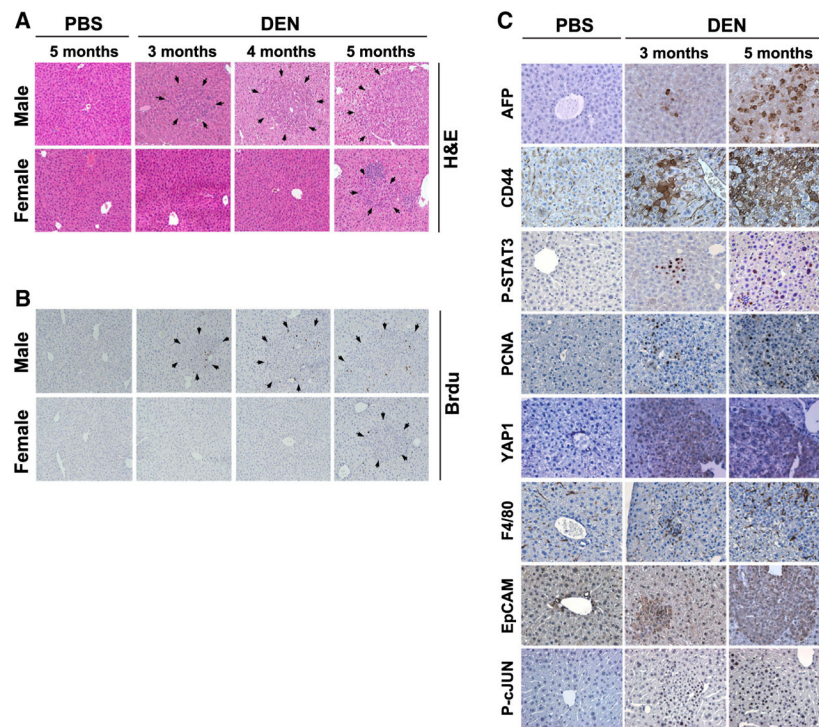 A
PBS DEN
5 months 3 months 4 months 5 months
Male
Female
H&E
B
Male
Female
Brdu
C
PBS DEN
3 months 5 months
AFP
CD44
P-STAT3
PCNA
YAP1
F4/80
EpCAM
P-cJUN